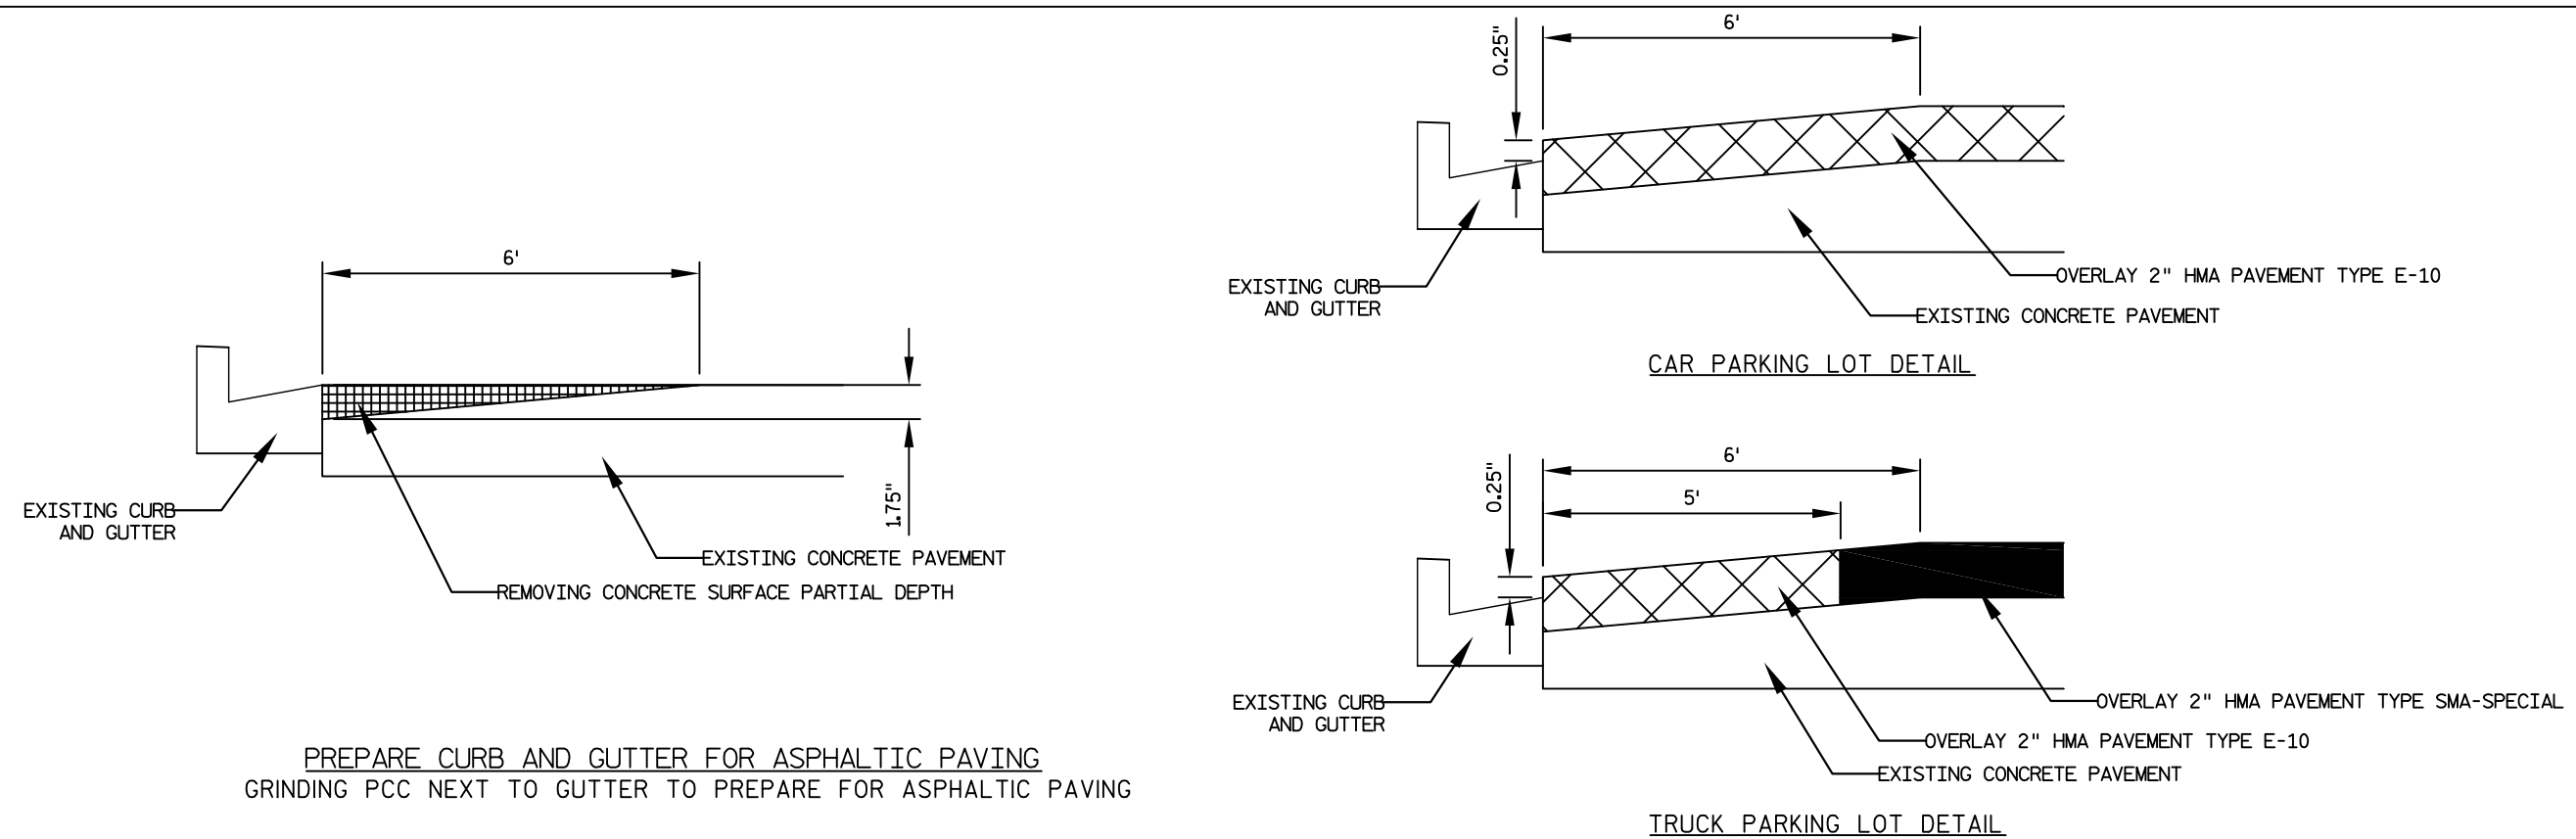 6'
1.75"
EXISTING CURB
AND GUTTER
EXISTING CONCRETE PAVEMENT
REMOVING CONCRETE SURFACE PARTIAL DEPTH
PREPARE CURB AND GUTTER FOR ASPHALTIC PAVING
GRINDING PCC NEXT TO GUTTER TO PREPARE FOR ASPHALTIC PAVING
6'
0.25"
EXISTING CURB
AND GUTTER
OVERLAY 2" HMA PAVEMENT TYPE E-10
EXISTING CONCRETE PAVEMENT
CAR PARKING LOT DETAIL
6'
5'
0.25"
EXISTING CURB
AND GUTTER
OVERLAY 2" HMA PAVEMENT TYPE SMA-SPECIAL
OVERLAY 2" HMA PAVEMENT TYPE E-10
EXISTING CONCRETE PAVEMENT
TRUCK PARKING LOT DETAIL